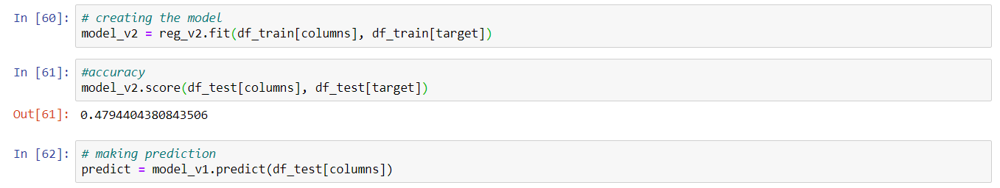 In [60]: # creating the model
model_v2 = reg_v2.fit(df_train[columns], df_train[target])
In [61]: #accuracy
model_v2.score(df_test[columns], df_test[target])
Out[61]: 0.4794404380843506
In [62]: # making prediction
predict = model_v1.predict(df_test[columns])